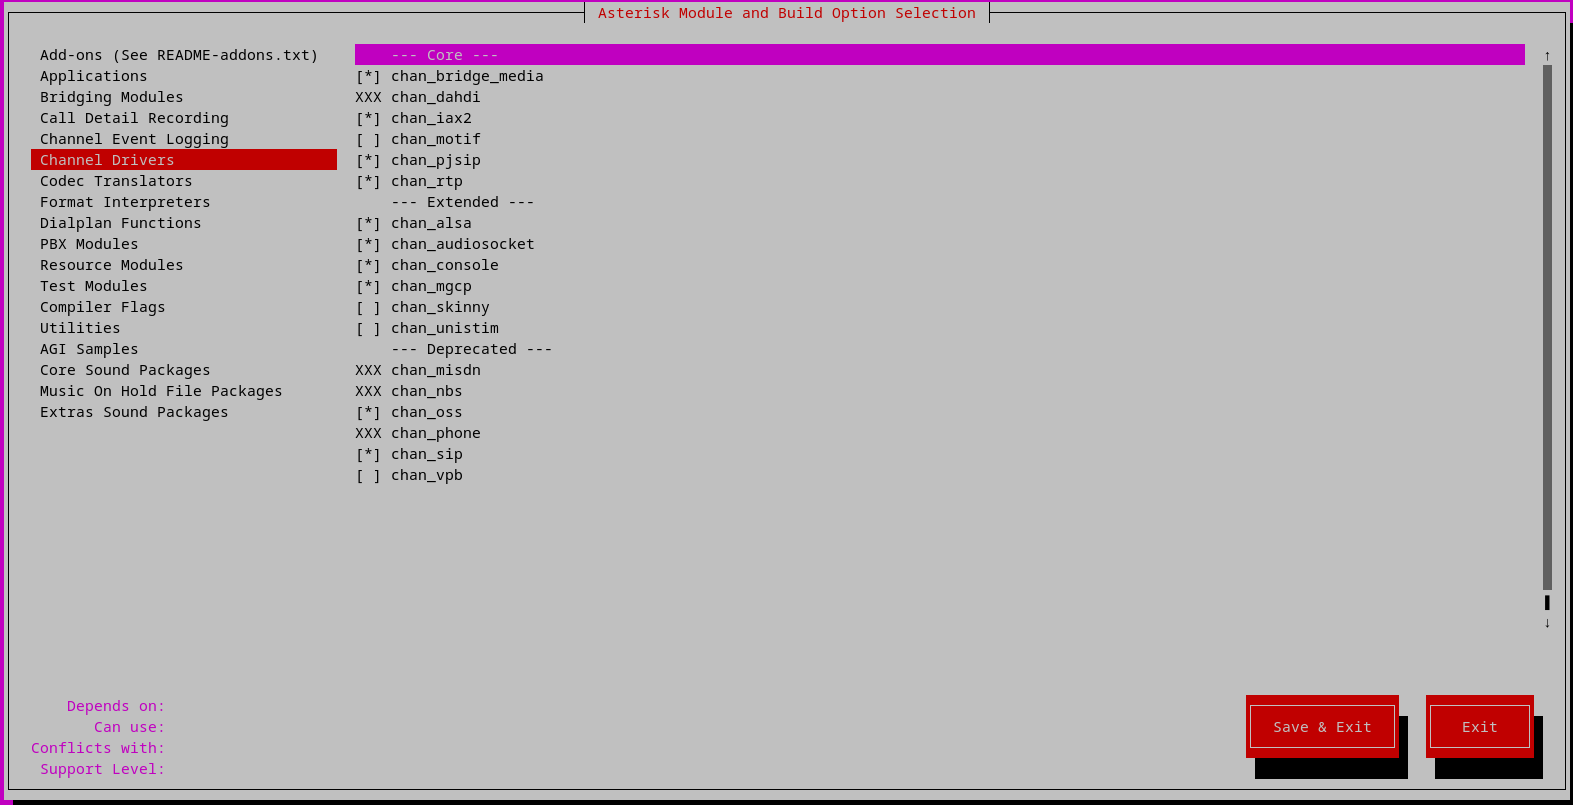 Asterisk Module and Build Option Selection
Add-ons (See README-addons.txt)
Applications
Bridging Modules
Call Detail Recording
Channel Event Logging
Channel Drivers
Codec Translators
Format Interpreters
Dialplan Functions
PBX Modules
Resource Modules
Test Modules
Compiler Flags
Utilities
AGI Samples
Core Sound Packages
Music On Hold File Packages
Extras Sound Packages
--- Core ---
[*] chan_bridge_media
XXX chan_dahdi
[*] chan_iax2
[ ] chan_motif
[*] chan_pjsip
[*] chan_rtp
--- Extended ---
[*] chan_alsa
[*] chan_audiosocket
[*] chan_console
[*] chan_mgcp
[ ] chan_skinny
[ ] chan_unistim
--- Deprecated ---
XXX chan_misdn
XXX chan_nbs
[*] chan_oss
XXX chan_phone
[*] chan_sip
[ ] chan_vpb
↑
↓
Depends on:
Can use:
Conflicts with:
Support Level:
Save & Exit
Exit